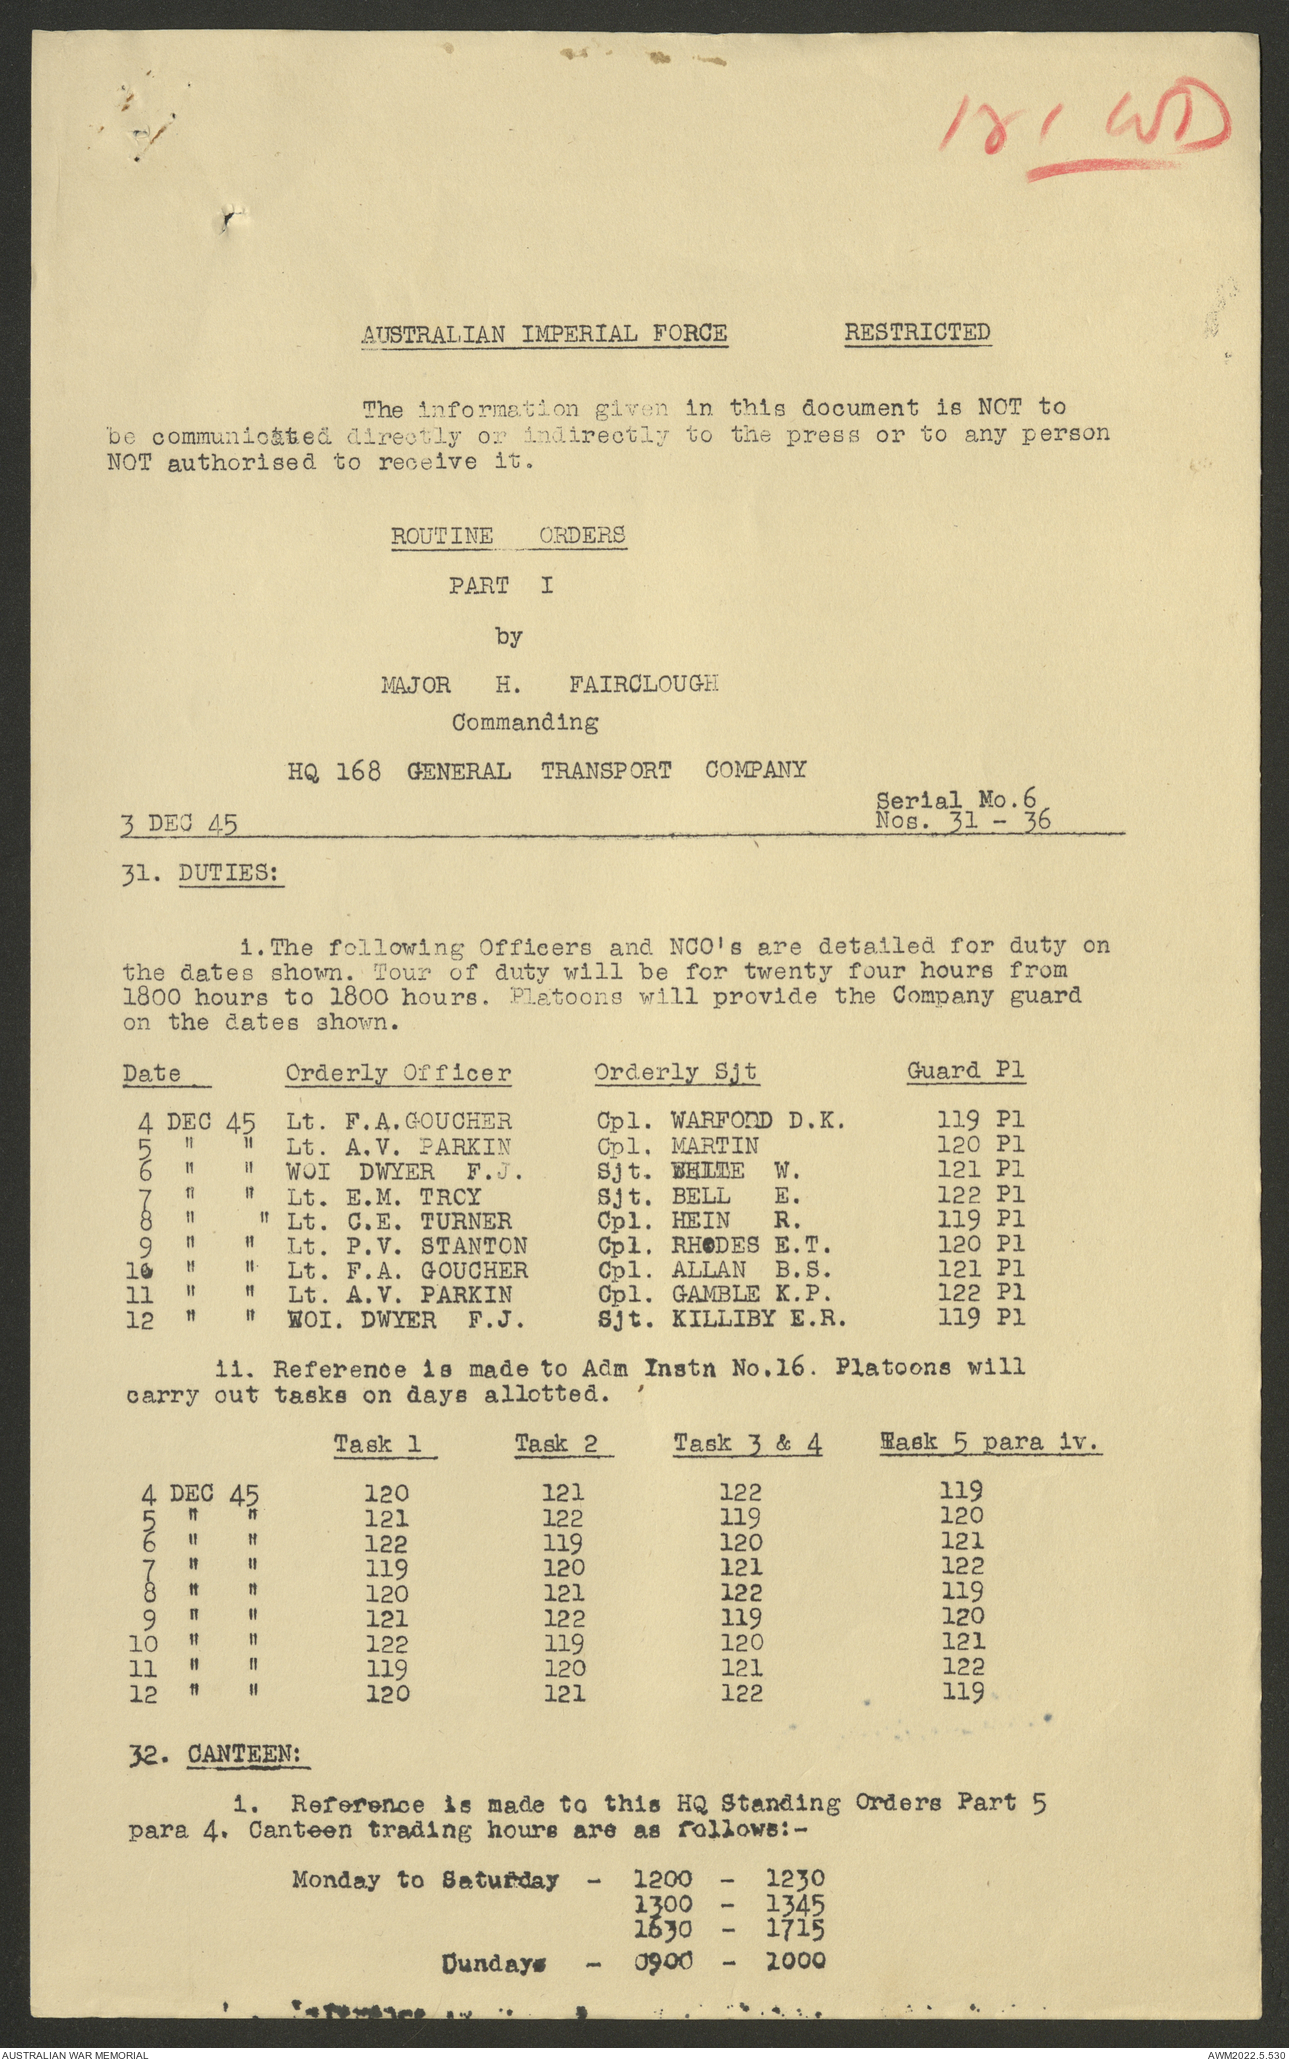 181 WD
AUSTRALIAN IMPERIAL FORCE RESTRICTED
The information given in this document is NOT to
be communicated directly or indirectly to the press or to any person
NOT authorised to receive it.
ROUTINE ORDERS
PART I
by
MAJOR H. FAIRCLOUGH
Commanding
HQ 168 GENERAL TRANSPORT COMPANY
Serial No.6
3 DEC 45 Nos. 31 - 36
31. DUTIES:
i.The following Officers and NCO's are detailed for duty on
the dates shown. Tour of duty will be for twenty four hours from
1800 hours to 1800 hours. Platoons will provide the Company guard
on the dates shown.
Date Orderly Officer Orderly Sjt Guard Pl
4 DEC 45 Lt. F.A.GOUCHER Cpl. WARFORD D.K. 119 Pl
5 " " Lt. A.V. PARKIN Cpl. MARTIN 120 Pl
6 " " WOI DWYER F.J. Sjt. WHITE W. 121 Pl
7 " " Lt. E.M. TROY Sjt. BELL E. 122 Pl
8 " " Lt. C.E. TURNER Cpl. HEIN R. 119 Pl
9 " " Lt. P.V. STANTON Cpl. RHODES E.T. 120 Pl
10 " " Lt. F.A. GOUCHER Cpl. ALLAN B.S. 121 Pl
11 " " Lt. A.V. PARKIN Cpl. GAMBLE K.P. 122 Pl
12 " " WOI. DWYER F.J. Sjt. KILLIBY E.R. 119 Pl
ii. Reference is made to Adm Instn No.16. Platoons will
carry out tasks on days allotted.
Task 1 Task 2 Task 3 & 4 Task 5 para iv.
4 DEC 45 120 121 122 119
5 " " 121 122 119 120
6 " " 122 119 120 121
7 " " 119 120 121 122
8 " " 120 121 122 119
9 " " 121 122 119 120
10 " " 122 119 120 121
11 " " 119 120 121 122
12 " " 120 121 122 119
32. CANTEEN:
i. Reference is made to this HQ Standing Orders Part 5
para 4. Canteen trading hours are as follows:-
Monday to Saturday - 1200 - 1230
1300 - 1345
1630 - 1715
Dundays - 0900 - 1000
AUSTRALIAN WAR MEMORIAL AWM2022.5.530